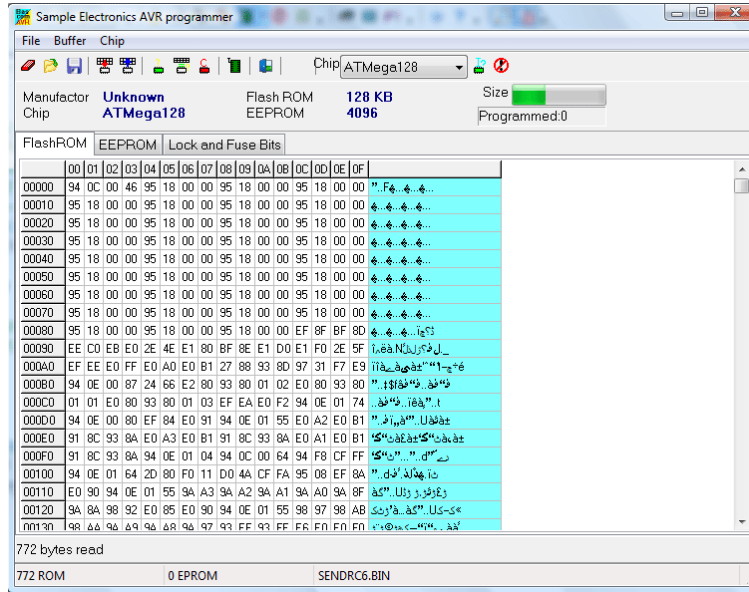 Sample Electronics AVR programmer
File Buffer Chip
Chip ATMega128
Manufactor Unknown Flash ROM 128 KB Size
Chip ATMega128 EEPROM 4096 Programmed:0
FlashROM EEPROM Lock and Fuse Bits
00 01 02 03 04 05 06 07 08 09 0A 0B 0C 0D 0E 0F
00000 94 0C 00 46 95 18 00 00 95 18 00 00 95 18 00 00
00010 95 18 00 00 95 18 00 00 95 18 00 00 95 18 00 00
00020 95 18 00 00 95 18 00 00 95 18 00 00 95 18 00 00
00030 95 18 00 00 95 18 00 00 95 18 00 00 95 18 00 00
00040 95 18 00 00 95 18 00 00 95 18 00 00 95 18 00 00
00050 95 18 00 00 95 18 00 00 95 18 00 00 95 18 00 00
00060 95 18 00 00 95 18 00 00 95 18 00 00 95 18 00 00
00070 95 18 00 00 95 18 00 00 95 18 00 00 95 18 00 00
00080 95 18 00 00 95 18 00 00 95 18 00 00 EF 8F BF 8D
00090 EE C0 EB E0 2E 4E E1 80 BF 8E E1 D0 E1 F0 2E 5F
000A0 EF EE E0 FF E0 A0 E0 B1 27 88 93 8D 97 31 F7 E9
000B0 94 0E 00 87 24 66 E2 80 93 80 01 02 E0 80 93 80
000C0 01 01 E0 80 93 80 01 03 EF EA E0 F2 94 0E 01 74
000D0 94 0E 00 80 EF 84 E0 91 94 0E 01 55 E0 A2 E0 B1
000E0 91 8C 93 8A E0 A3 E0 B1 91 8C 93 8A E0 A1 E0 B1
000F0 91 8C 93 8A 94 0E 01 04 94 0C 00 64 94 F8 CF FF
00100 94 0E 01 64 2D 80 F0 11 D0 4A CF FA 95 08 EF 8A
00110 E0 90 94 0E 01 55 9A A3 9A A2 9A A1 9A A0 9A 8F
00120 9A 8A 98 92 E0 85 E0 90 94 0E 01 55 98 97 98 AB
00130 98 AA 9A A9 9A A8 9A 97 93 EF 93 FF E6 E0 E0 F0
772 bytes read
772 ROM 0 EPROM SENDRC6.BIN